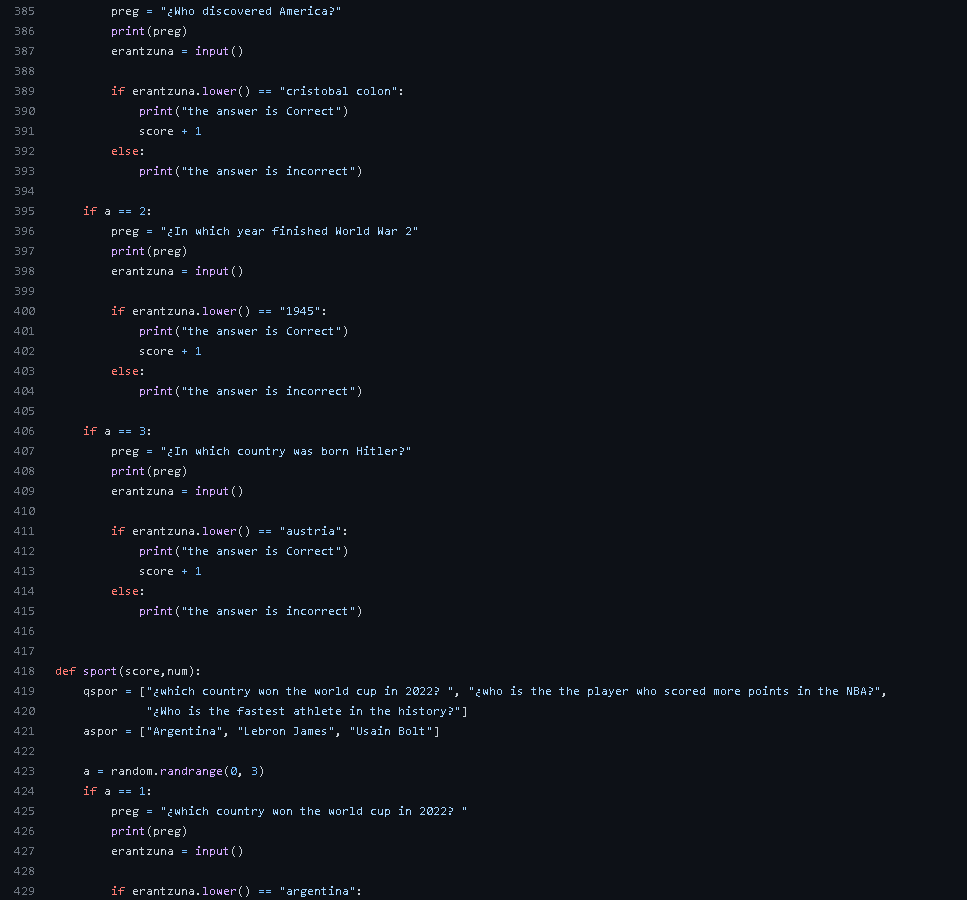 385 preg = "¿Who discovered America?"
386 print(preg)
387 erantzuna = input()
388
389 if erantzuna.lower() == "cristobal colon":
390 print("the answer is Correct")
391 score + 1
392 else:
393 print("the answer is incorrect")
394
395 if a == 2:
396 preg = "¿In which year finished World War 2"
397 print(preg)
398 erantzuna = input()
399
400 if erantzuna.lower() == "1945":
401 print("the answer is Correct")
402 score + 1
403 else:
404 print("the answer is incorrect")
405
406 if a == 3:
407 preg = "¿In which country was born Hitler?"
408 print(preg)
409 erantzuna = input()
410
411 if erantzuna.lower() == "austria":
412 print("the answer is Correct")
413 score + 1
414 else:
415 print("the answer is incorrect")
416
417
418 def sport(score,num):
419 qspor = ["¿which country won the world cup in 2022? ", "¿who is the the player who scored more points in the NBA?",
420 "¿Who is the fastest athlete in the history?"]
421 aspor = ["Argentina", "Lebron James", "Usain Bolt"]
422
423 a = random.randrange(0, 3)
424 if a == 1:
425 preg = "¿which country won the world cup in 2022? "
426 print(preg)
427 erantzuna = input()
428
429 if erantzuna.lower() == "argentina":